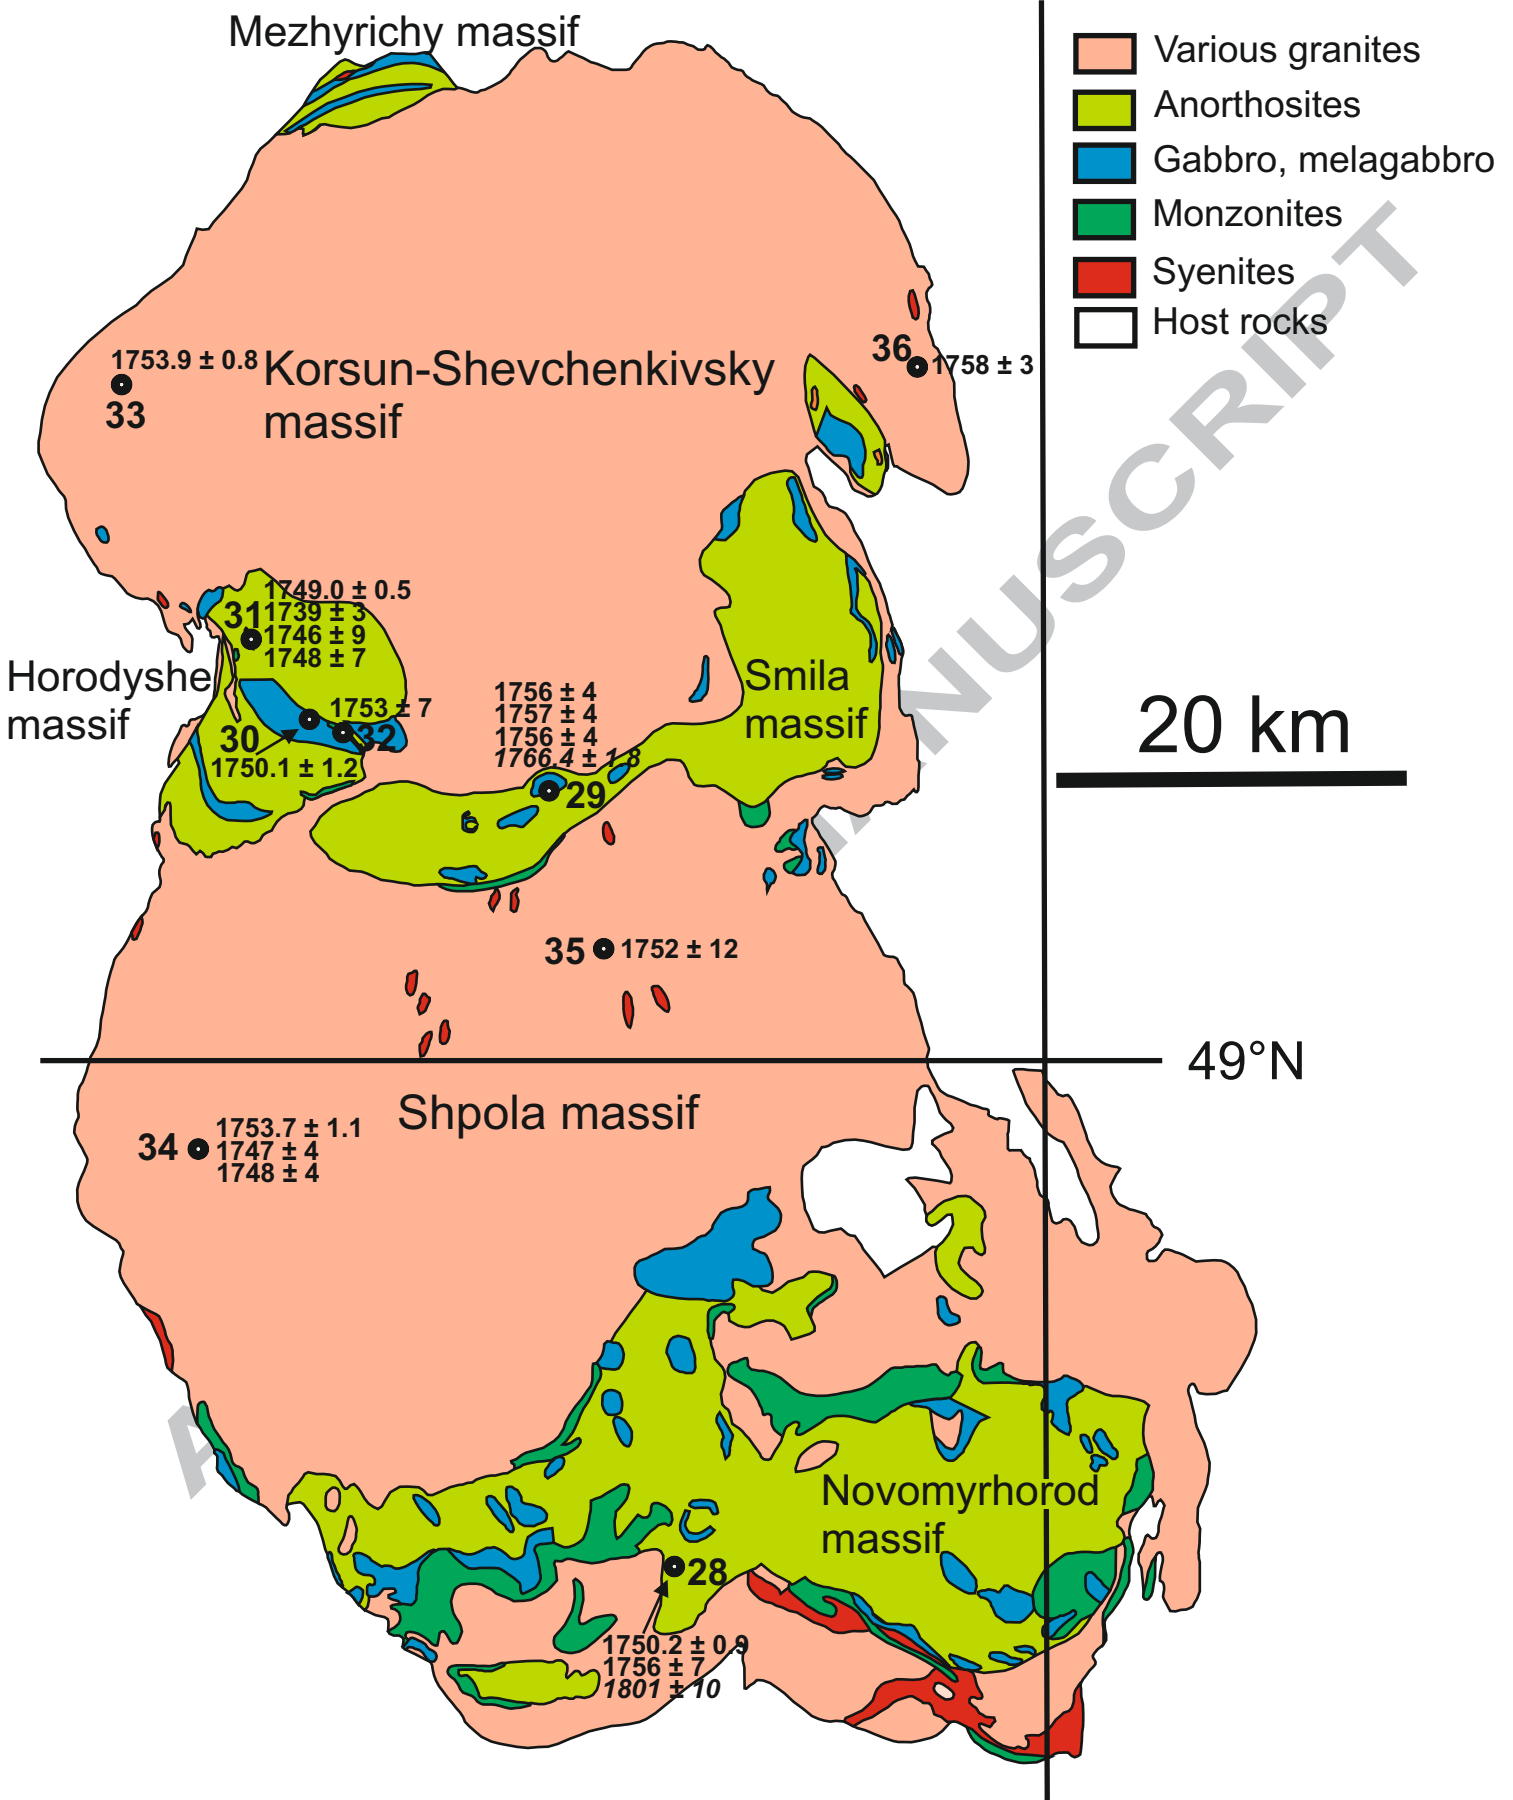 Mezhyrichy massif
Various granites
Anorthosites
Gabbro, melagabbro
Monzonites
Syenites
Host rocks
36
1758 ± 3
1753.9 ± 0.8
33
Korsun-Shevchenkivsky
massif
1749.0 ± 0.5
31
1739 ± 3
1746 ± 9
1748 ± 7
Horodyshe
massif
1753 ± 7
30
32
1750.1 ± 1.2
1756 ± 4
1757 ± 4
1756 ± 4
1766.4 ± 1.8
29
Smila
massif
20 km
35
1752 ± 12
49°N
Shpola massif
34
1753.7 ± 1.1
1747 ± 4
1748 ± 4
Novomyrhorod
massif
28
1750.2 ± 0.9
1756 ± 7
1801 ± 10